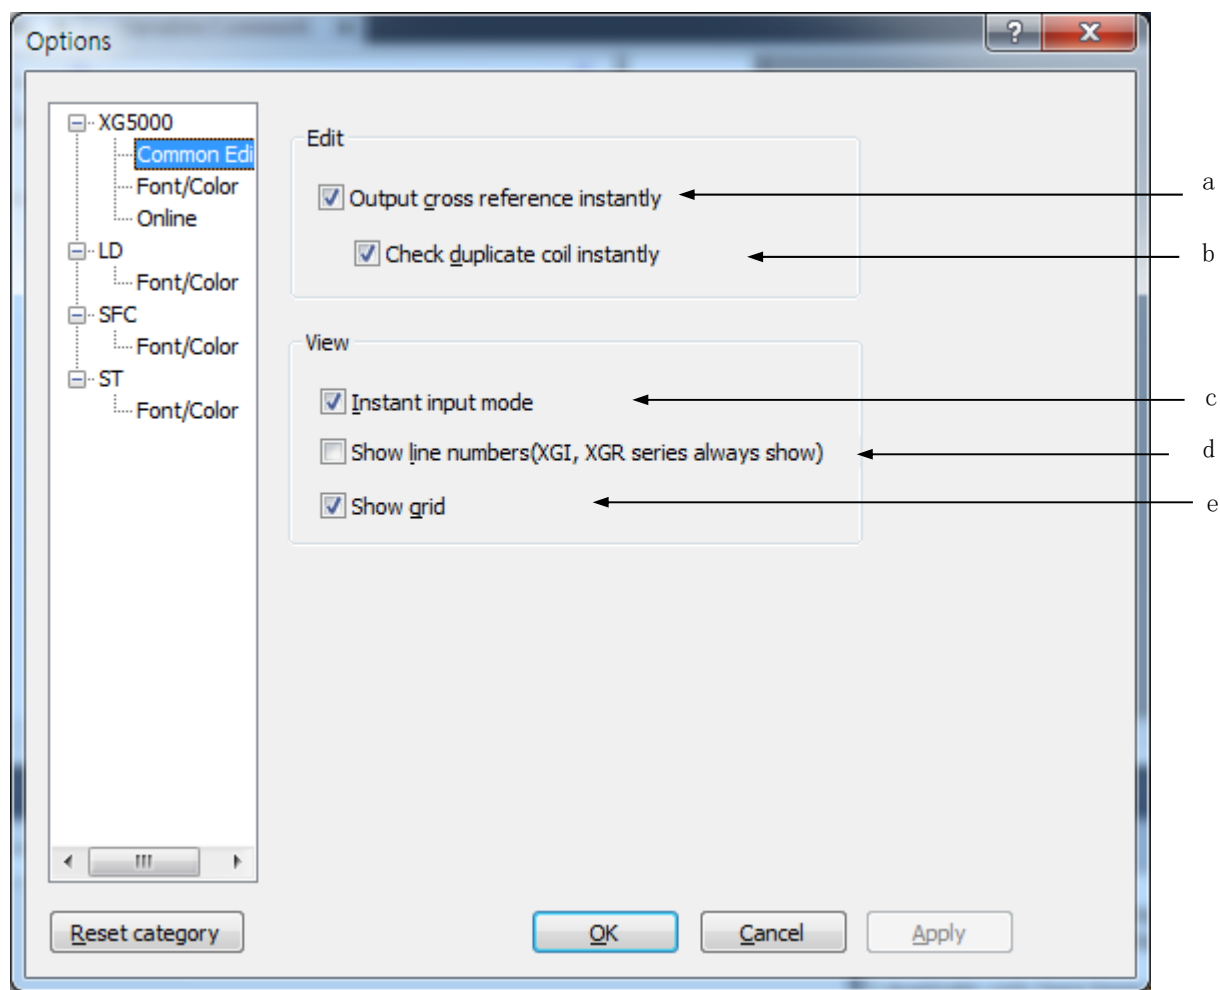 Options
XG5000
Common Edi
Font/Color
Online
LD
Font/Color
SFC
Font/Color
ST
Font/Color
Edit
Output cross reference instantly
a
Check duplicate coil instantly
b
View
Instant input mode
c
Show line numbers(XGI, XGR series always show)
d
Show grid
e
Reset category
OK
Cancel
Apply